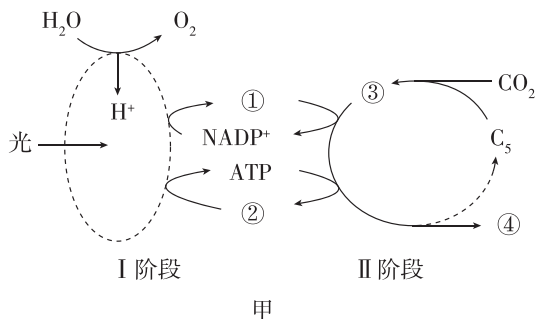 H₂O O₂
H⁺
光
① NADP⁺
ATP
②
③ CO₂
C₅
④
Ⅰ阶段 Ⅱ阶段
甲